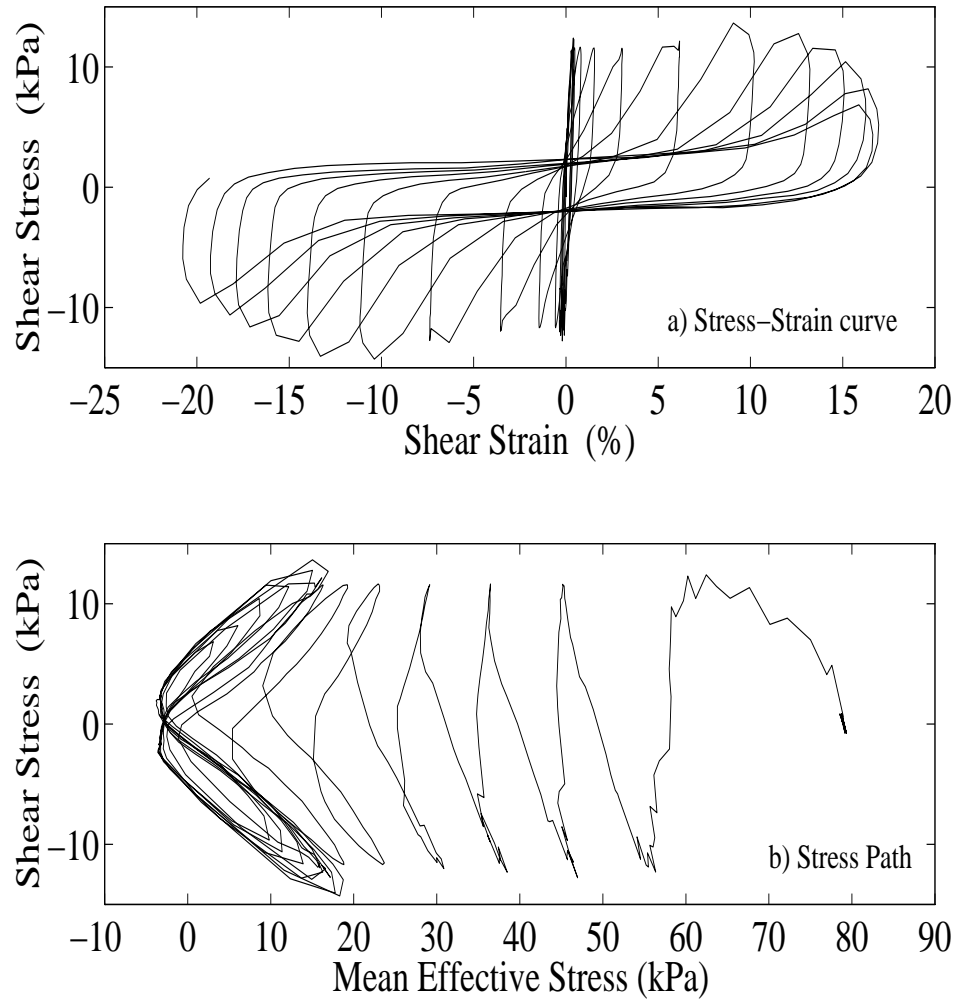 Shear Stress (kPa)
10
0
−10
a) Stress−Strain curve
−25 −20 −15 −10 −5 0 5 10 15 20
Shear Strain (%)
Shear Stress (kPa)
10
0
−10
b) Stress Path
−10 0 10 20 30 40 50 60 70 80 90
Mean Effective Stress (kPa)